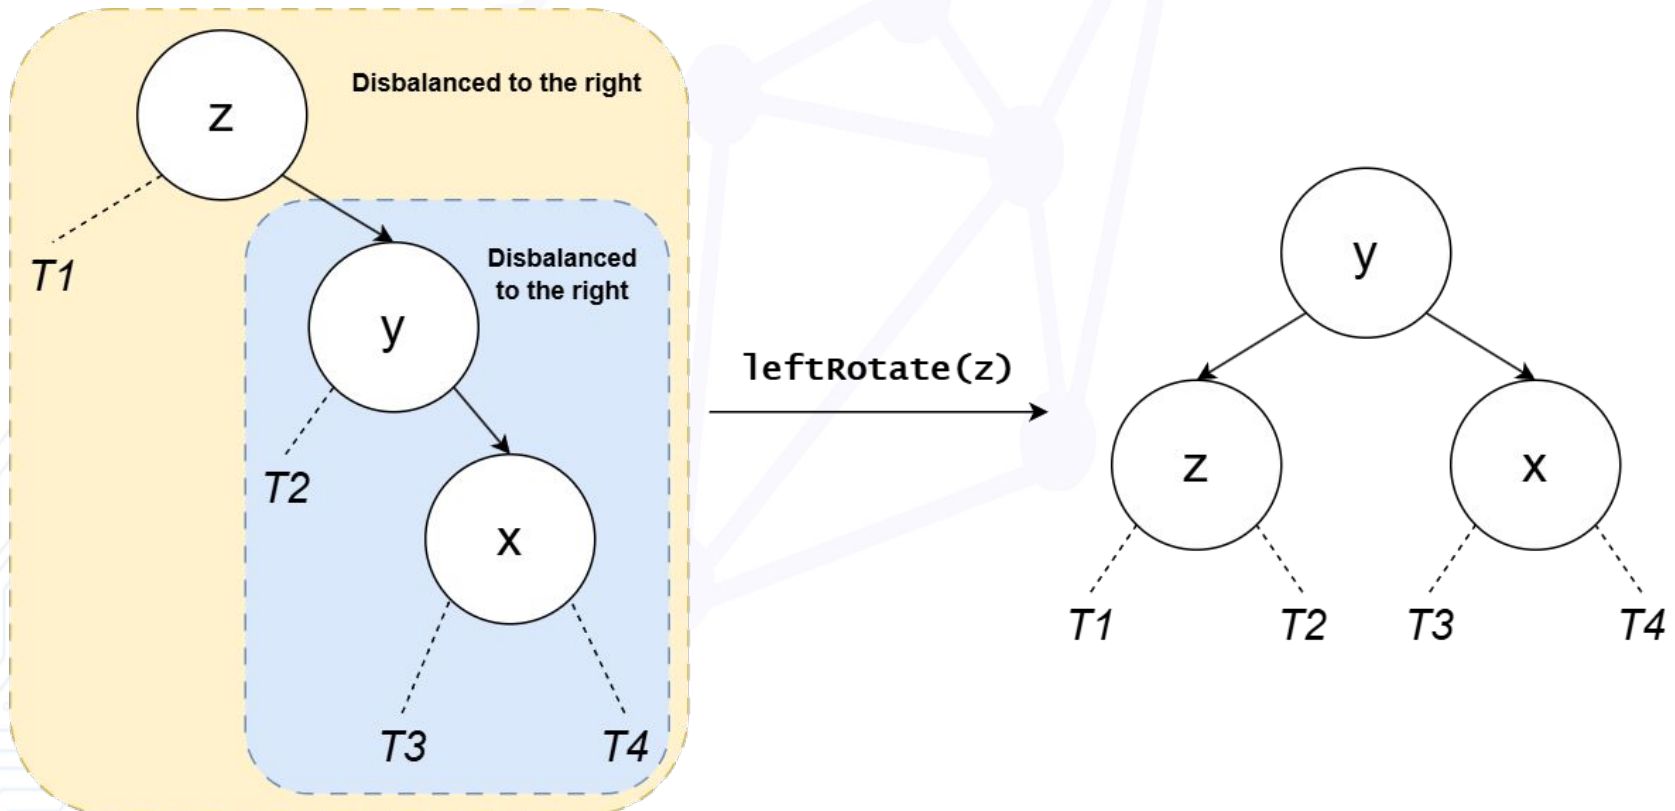 Disbalanced to the right
z
T1
Disbalanced
to the right
y
T2
x
T3 T4
leftRotate(z)
y
z x
T1 T2 T3 T4